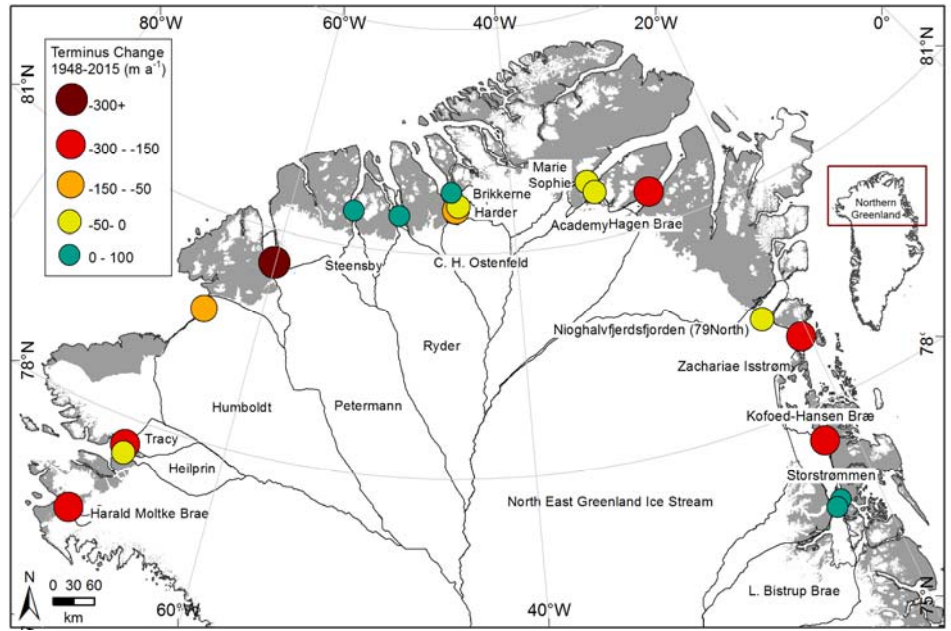 80°W
60°W
40°W
20°W
0°
81°N
81°N
Terminus Change
1948-2015 (m a⁻¹)
-300+
-300 - -150
-150 - -50
-50- 0
0 - 100
Northern
Greenland
Marie
Sophie
Brikkerne
Harder
Academy
Hagen Brae
Steensby
C. H. Ostenfeld
Nioghalvfjerdsfjorden (79North)
78°N
78°
Ryder
Zachariae Isstrøm
Humboldt
Petermann
Kofoed-Hansen Bræ
Tracy
Heilprin
Storstrømmen
North East Greenland Ice Stream
Harald Moltke Brae
L. Bistrup Brae
N
0 30 60
km
60°W
40°W
75°N